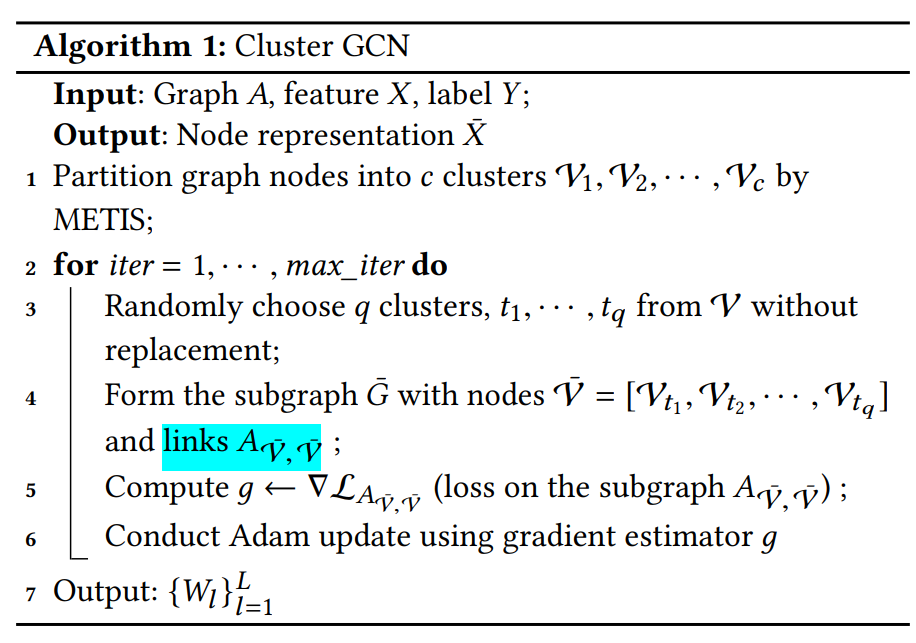 Algorithm 1: Cluster GCN
Input: Graph A, feature X, label Y;
Output: Node representation X̄
1 Partition graph nodes into c clusters 𝒱₁, 𝒱₂, ⋯ , 𝒱_c by
METIS;
2 for iter = 1, ⋯ , max_iter do
3 Randomly choose q clusters, t₁, ⋯ , t_q from 𝒱 without
replacement;
4 Form the subgraph Ḡ with nodes 𝒱̄ = [𝒱_{t₁}, 𝒱_{t₂}, ⋯ , 𝒱_{t_q}]
and links A_{𝒱̄, 𝒱̄} ;
5 Compute g ← ∇ℒ_{A_{𝒱̄, 𝒱̄}} (loss on the subgraph A_{𝒱̄, 𝒱̄}) ;
6 Conduct Adam update using gradient estimator g
7 Output: {W_l}_{l=1}^{L}